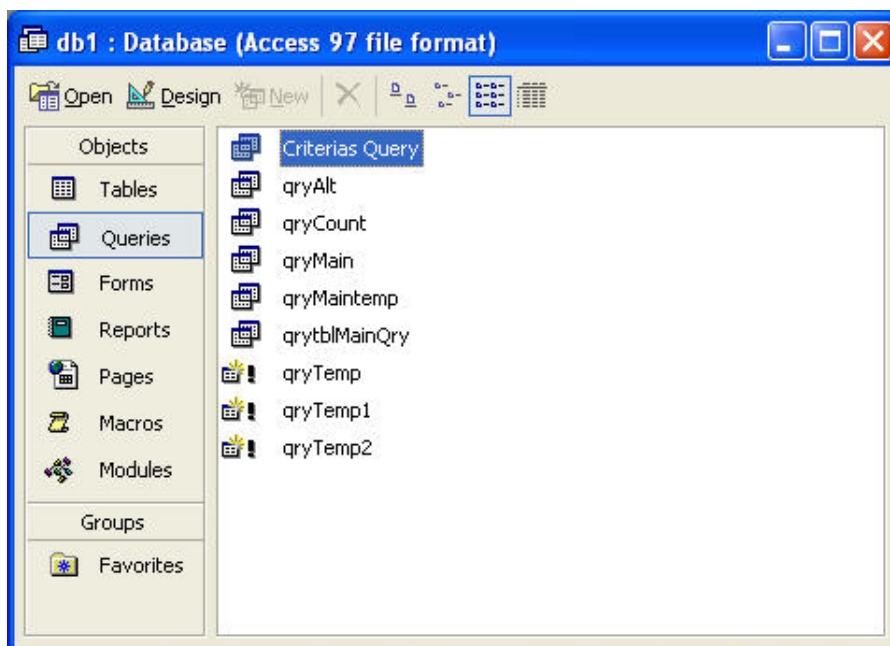 db1 : Database (Access 97 file format)
Open Design New
Objects
Tables
Queries
Forms
Reports
Pages
Macros
Modules
Groups
Favorites
Criterias Query
qryAlt
qryCount
qryMain
qryMaintemp
qrytblMainQry
qryTemp
qryTemp1
qryTemp2